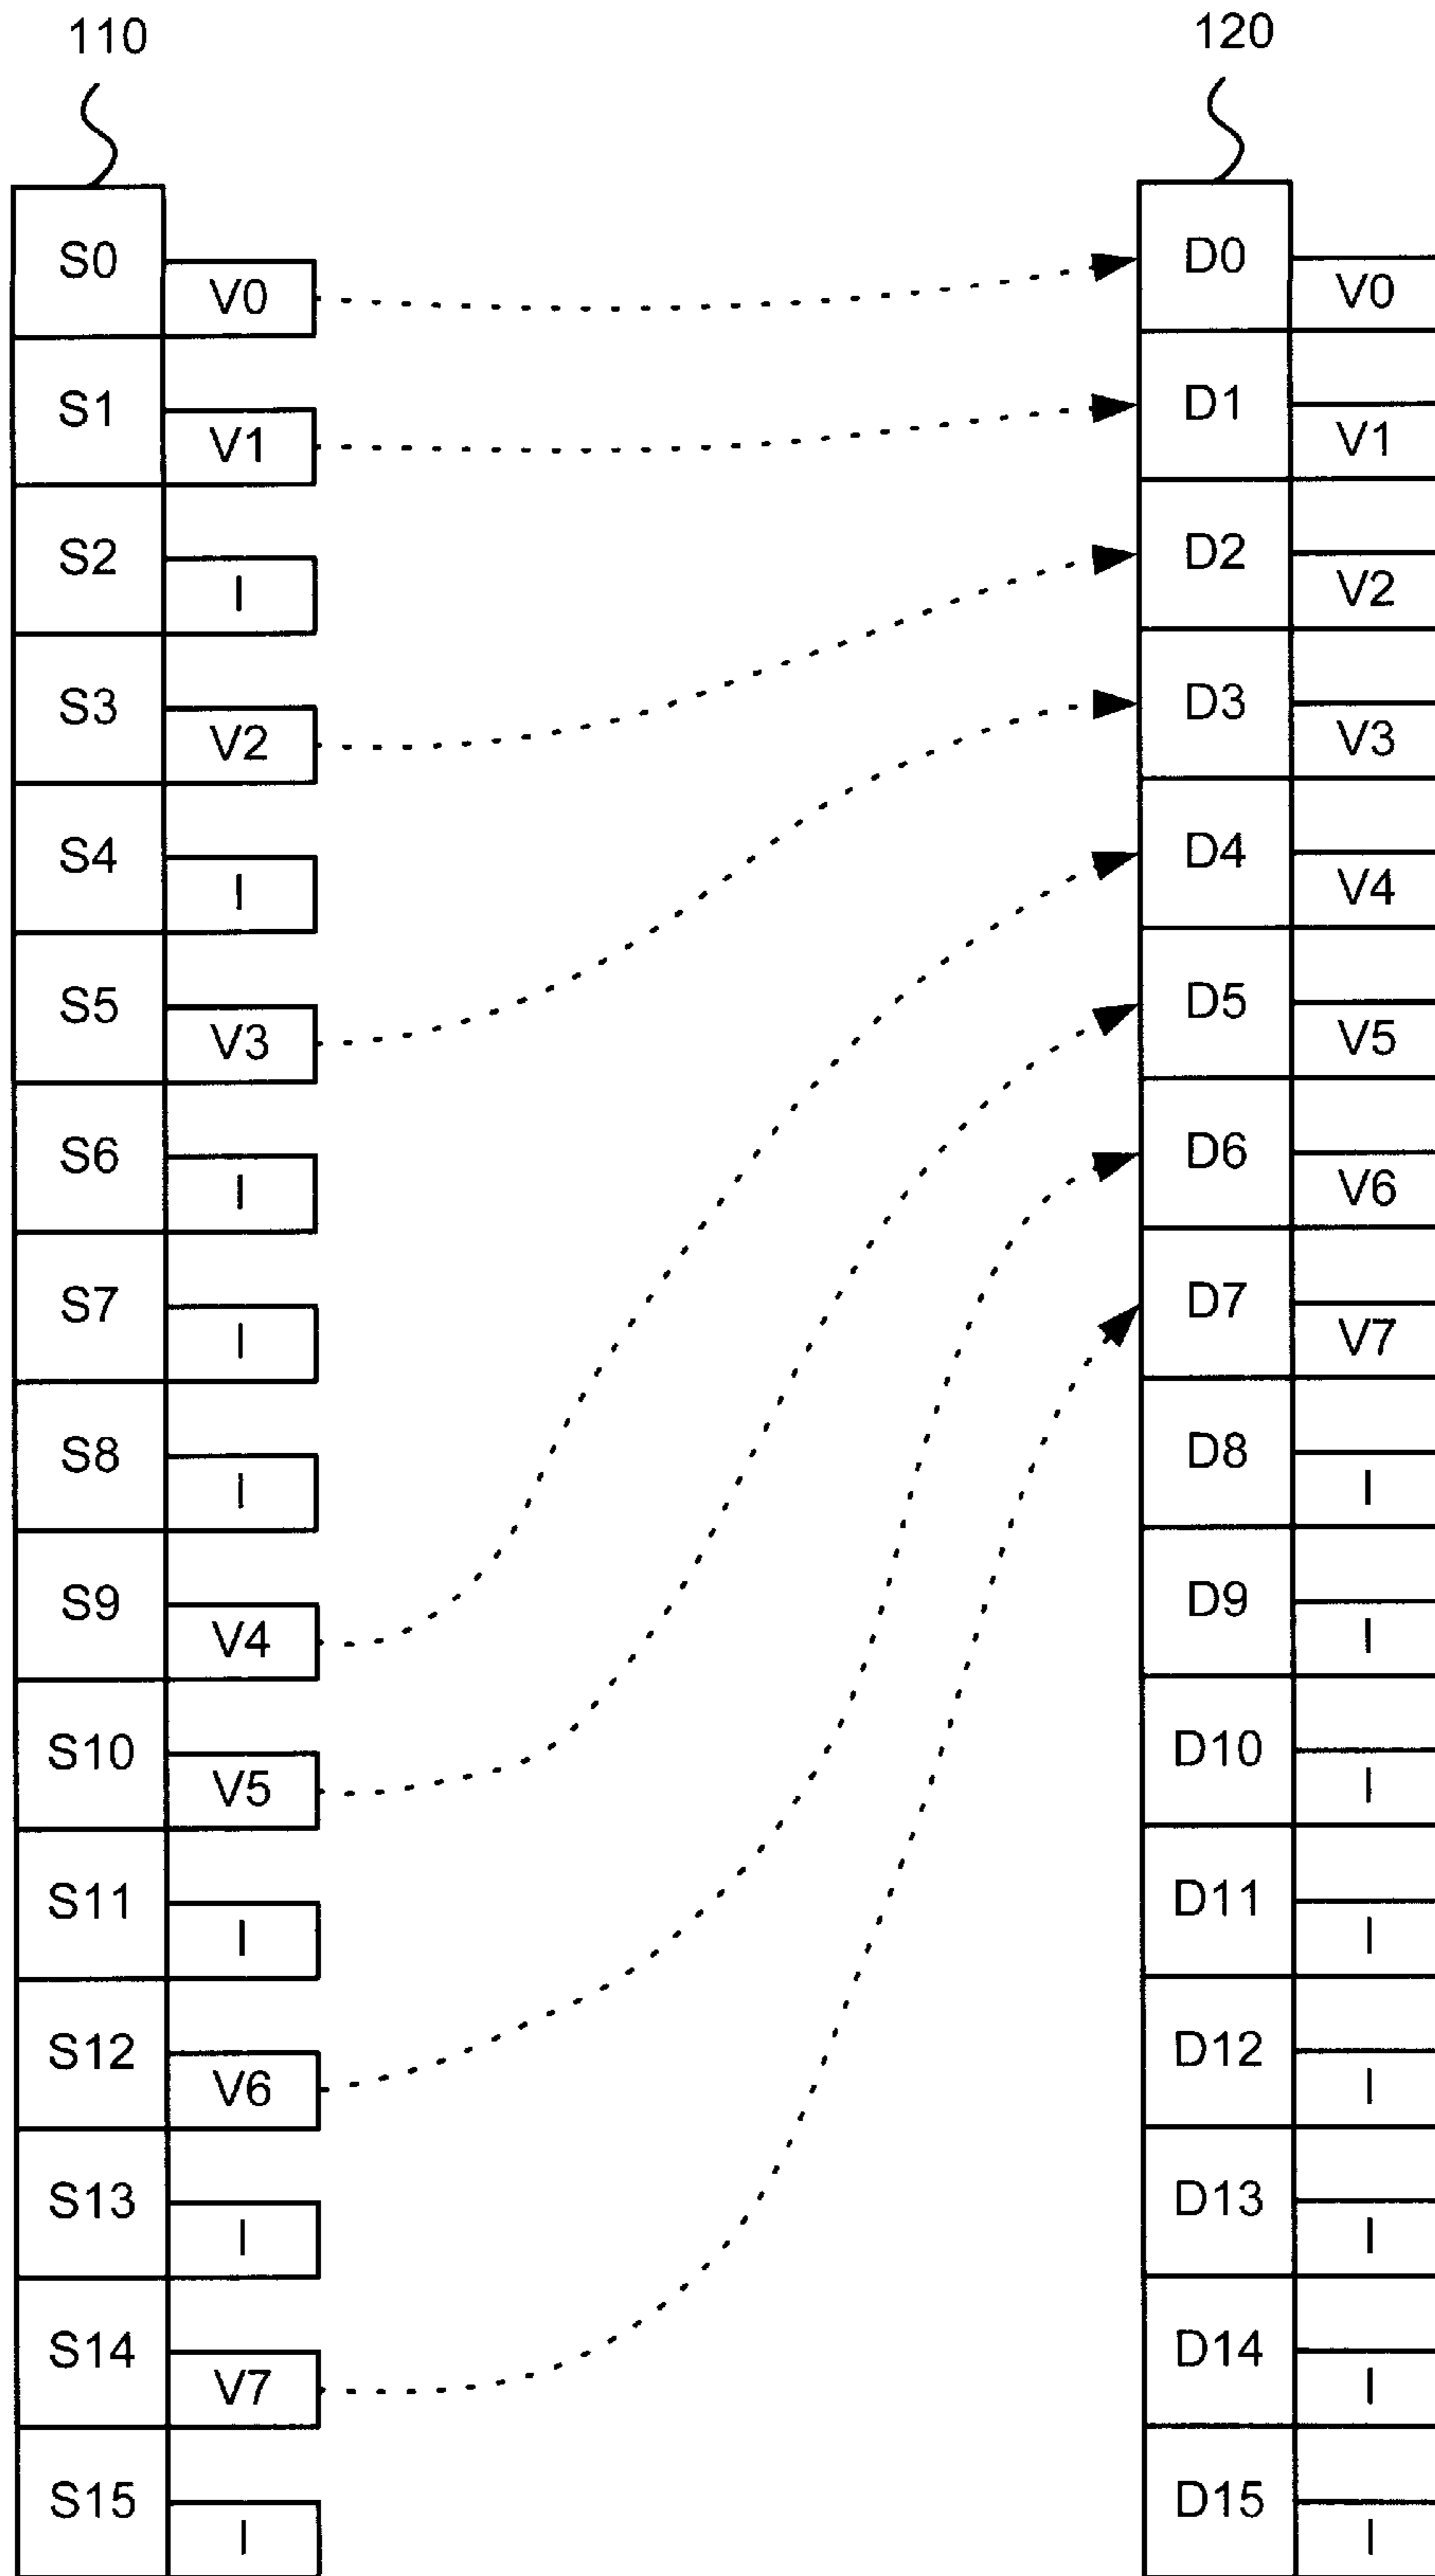 110 120
S0 D0
V0 V0
S1 D1
V1 V1
S2 D2
I V2
S3 D3
V2 V3
S4 D4
I V4
S5 D5
V3 V5
S6 D6
I V6
S7 D7
I V7
S8 D8
I I
S9 D9
V4 I
S10 D10
V5 I
S11 D11
I I
S12 D12
V6 I
S13 D13
I I
S14 D14
V7 I
S15 D15
I I